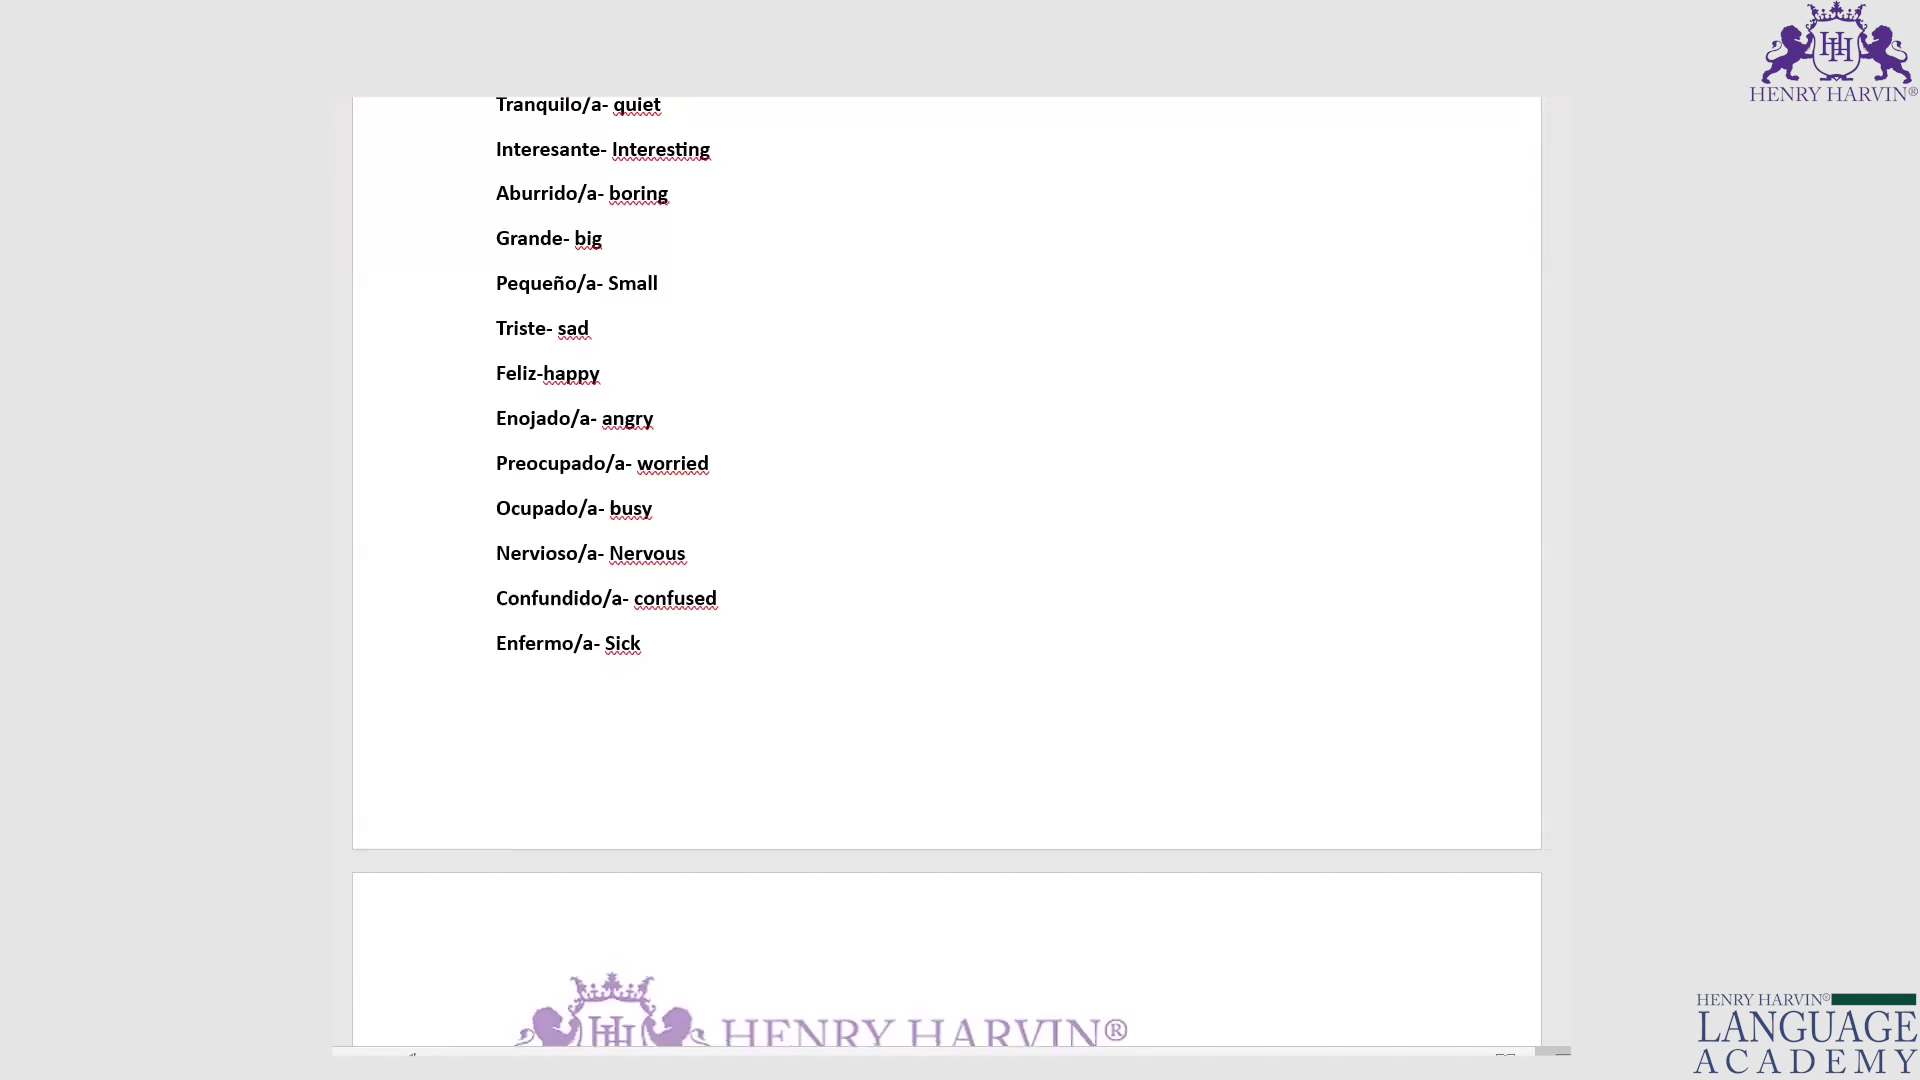 HENRY HARVIN®
Tranquilo/a- quiet
Interesante- Interesting
Aburrido/a- boring
Grande- big
Pequeño/a- Small
Triste- sad
Feliz-happy
Enojado/a- angry
Preocupado/a- worried
Ocupado/a- busy
Nervioso/a- Nervous
Confundido/a- confused
Enfermo/a- Sick
HENRY HARVIN®
HENRY HARVIN®
LANGUAGE
ACADEMY